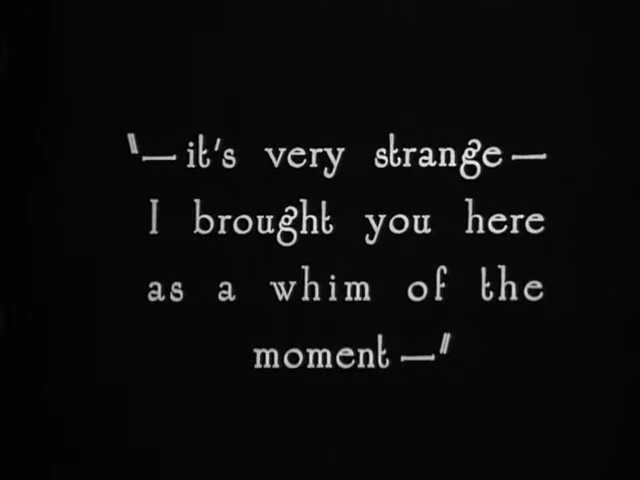 "—it's very strange—
I brought you here
as a whim of the
moment—"